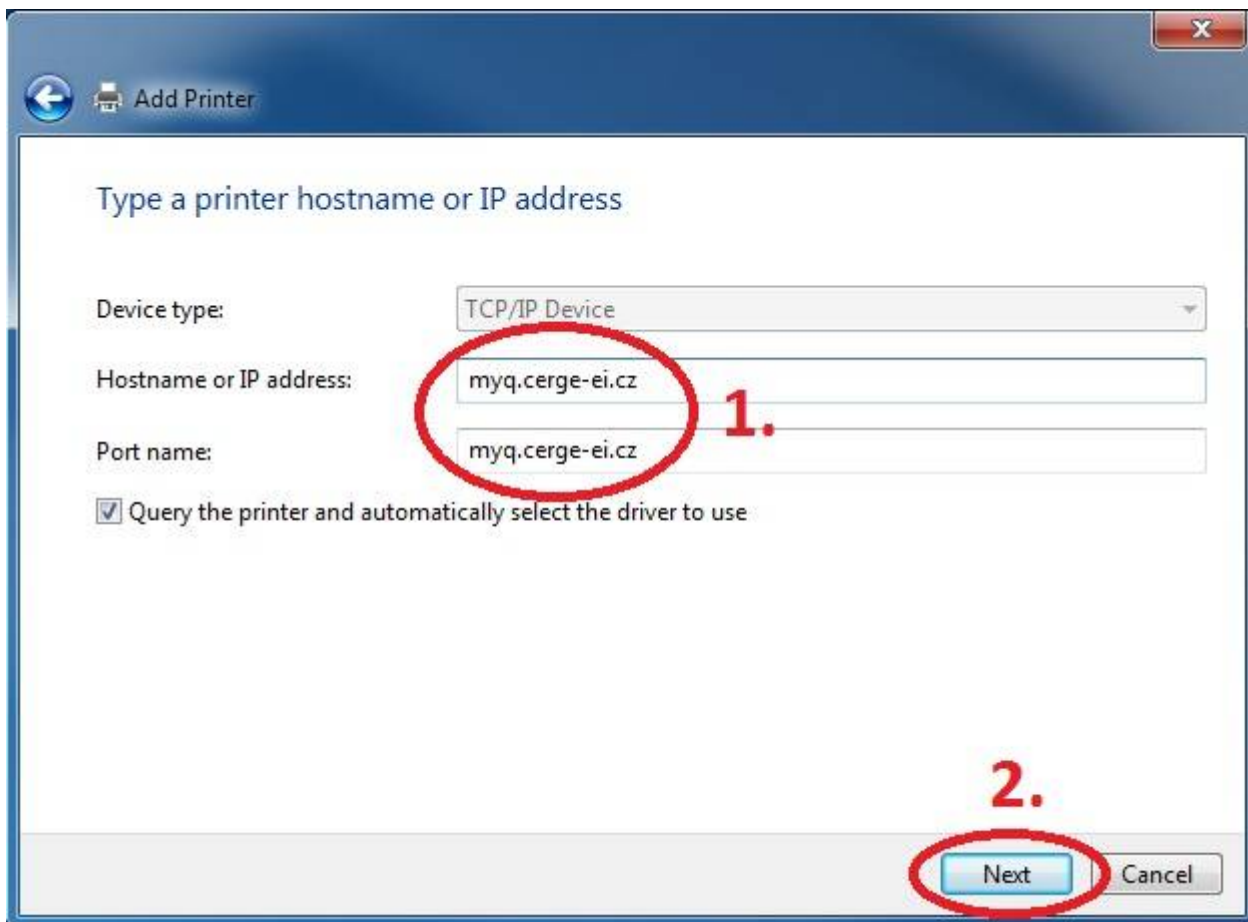 Add Printer
Type a printer hostname or IP address
Device type: TCP/IP Device
Hostname or IP address: myq.cerge-ei.cz
1.
Port name: myq.cerge-ei.cz
Query the printer and automatically select the driver to use
2.
Next Cancel